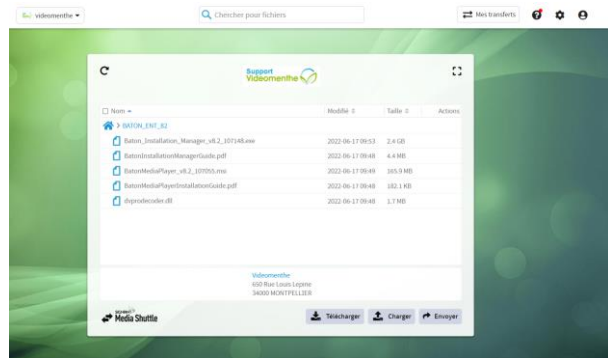 videomenthe
Chercher pour fichiers
Mes transferts
Support
Videomenthe
Nom
Modifié
Taille
Actions
> BATON_ENT_82
Baton_Installation_Manager_v8.2_107148.exe 2022-06-17 09:53 2.4 GB
BatonInstallationManagerGuide.pdf 2022-06-17 09:48 4.4 MB
BatonMediaPlayer_v8.2_107055.msi 2022-06-17 09:49 165.9 MB
BatonMediaPlayerInstallationGuide.pdf 2022-06-17 09:48 182.1 KB
dxprodecoder.dll 2022-06-17 09:48 1.7 MB
Videomenthe
650 Rue Louis Lepine
34000 MONTPELLIER
Media Shuttle
Télécharger
Charger
Envoyer